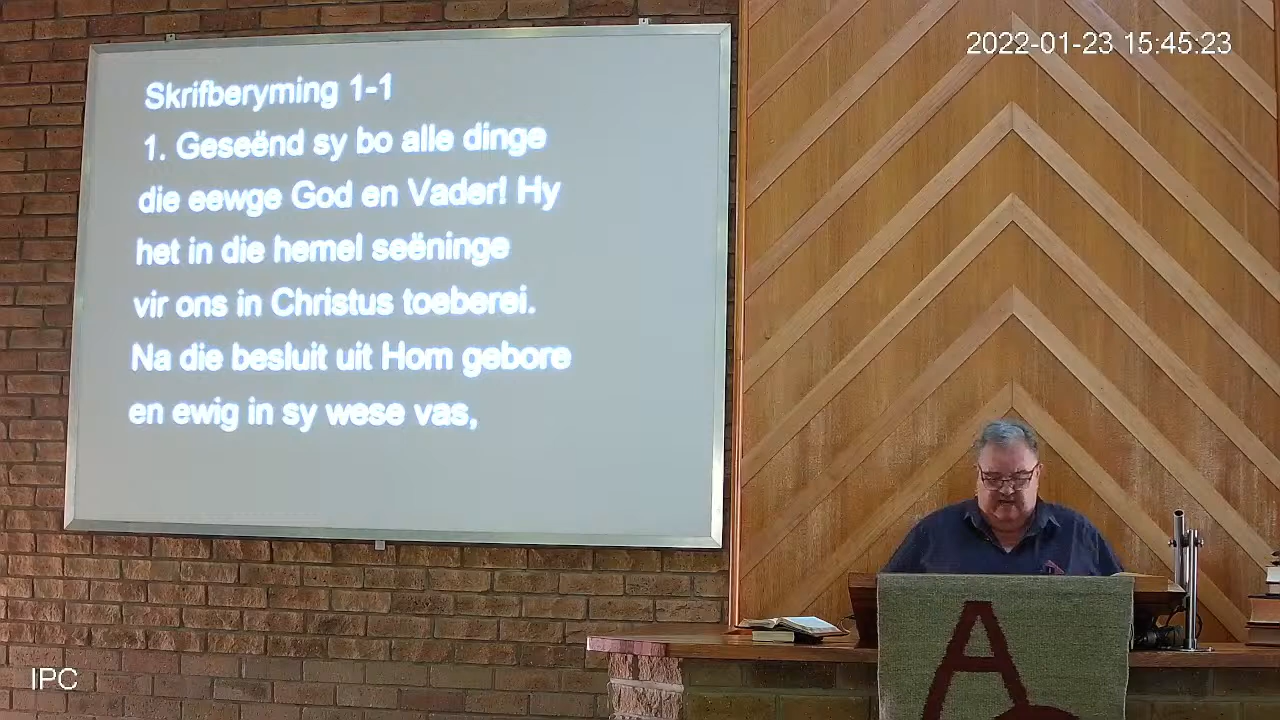 2022-01-23 15:45:23
Skrifberyming 1-1
1. Geseënd sy bo alle dinge
die eewge God en Vader! Hy
het in die hemel seëninge
vir ons in Christus toeberei.
Na die besluit uit Hom gebore
en ewig in sy wese vas,
IPC
A